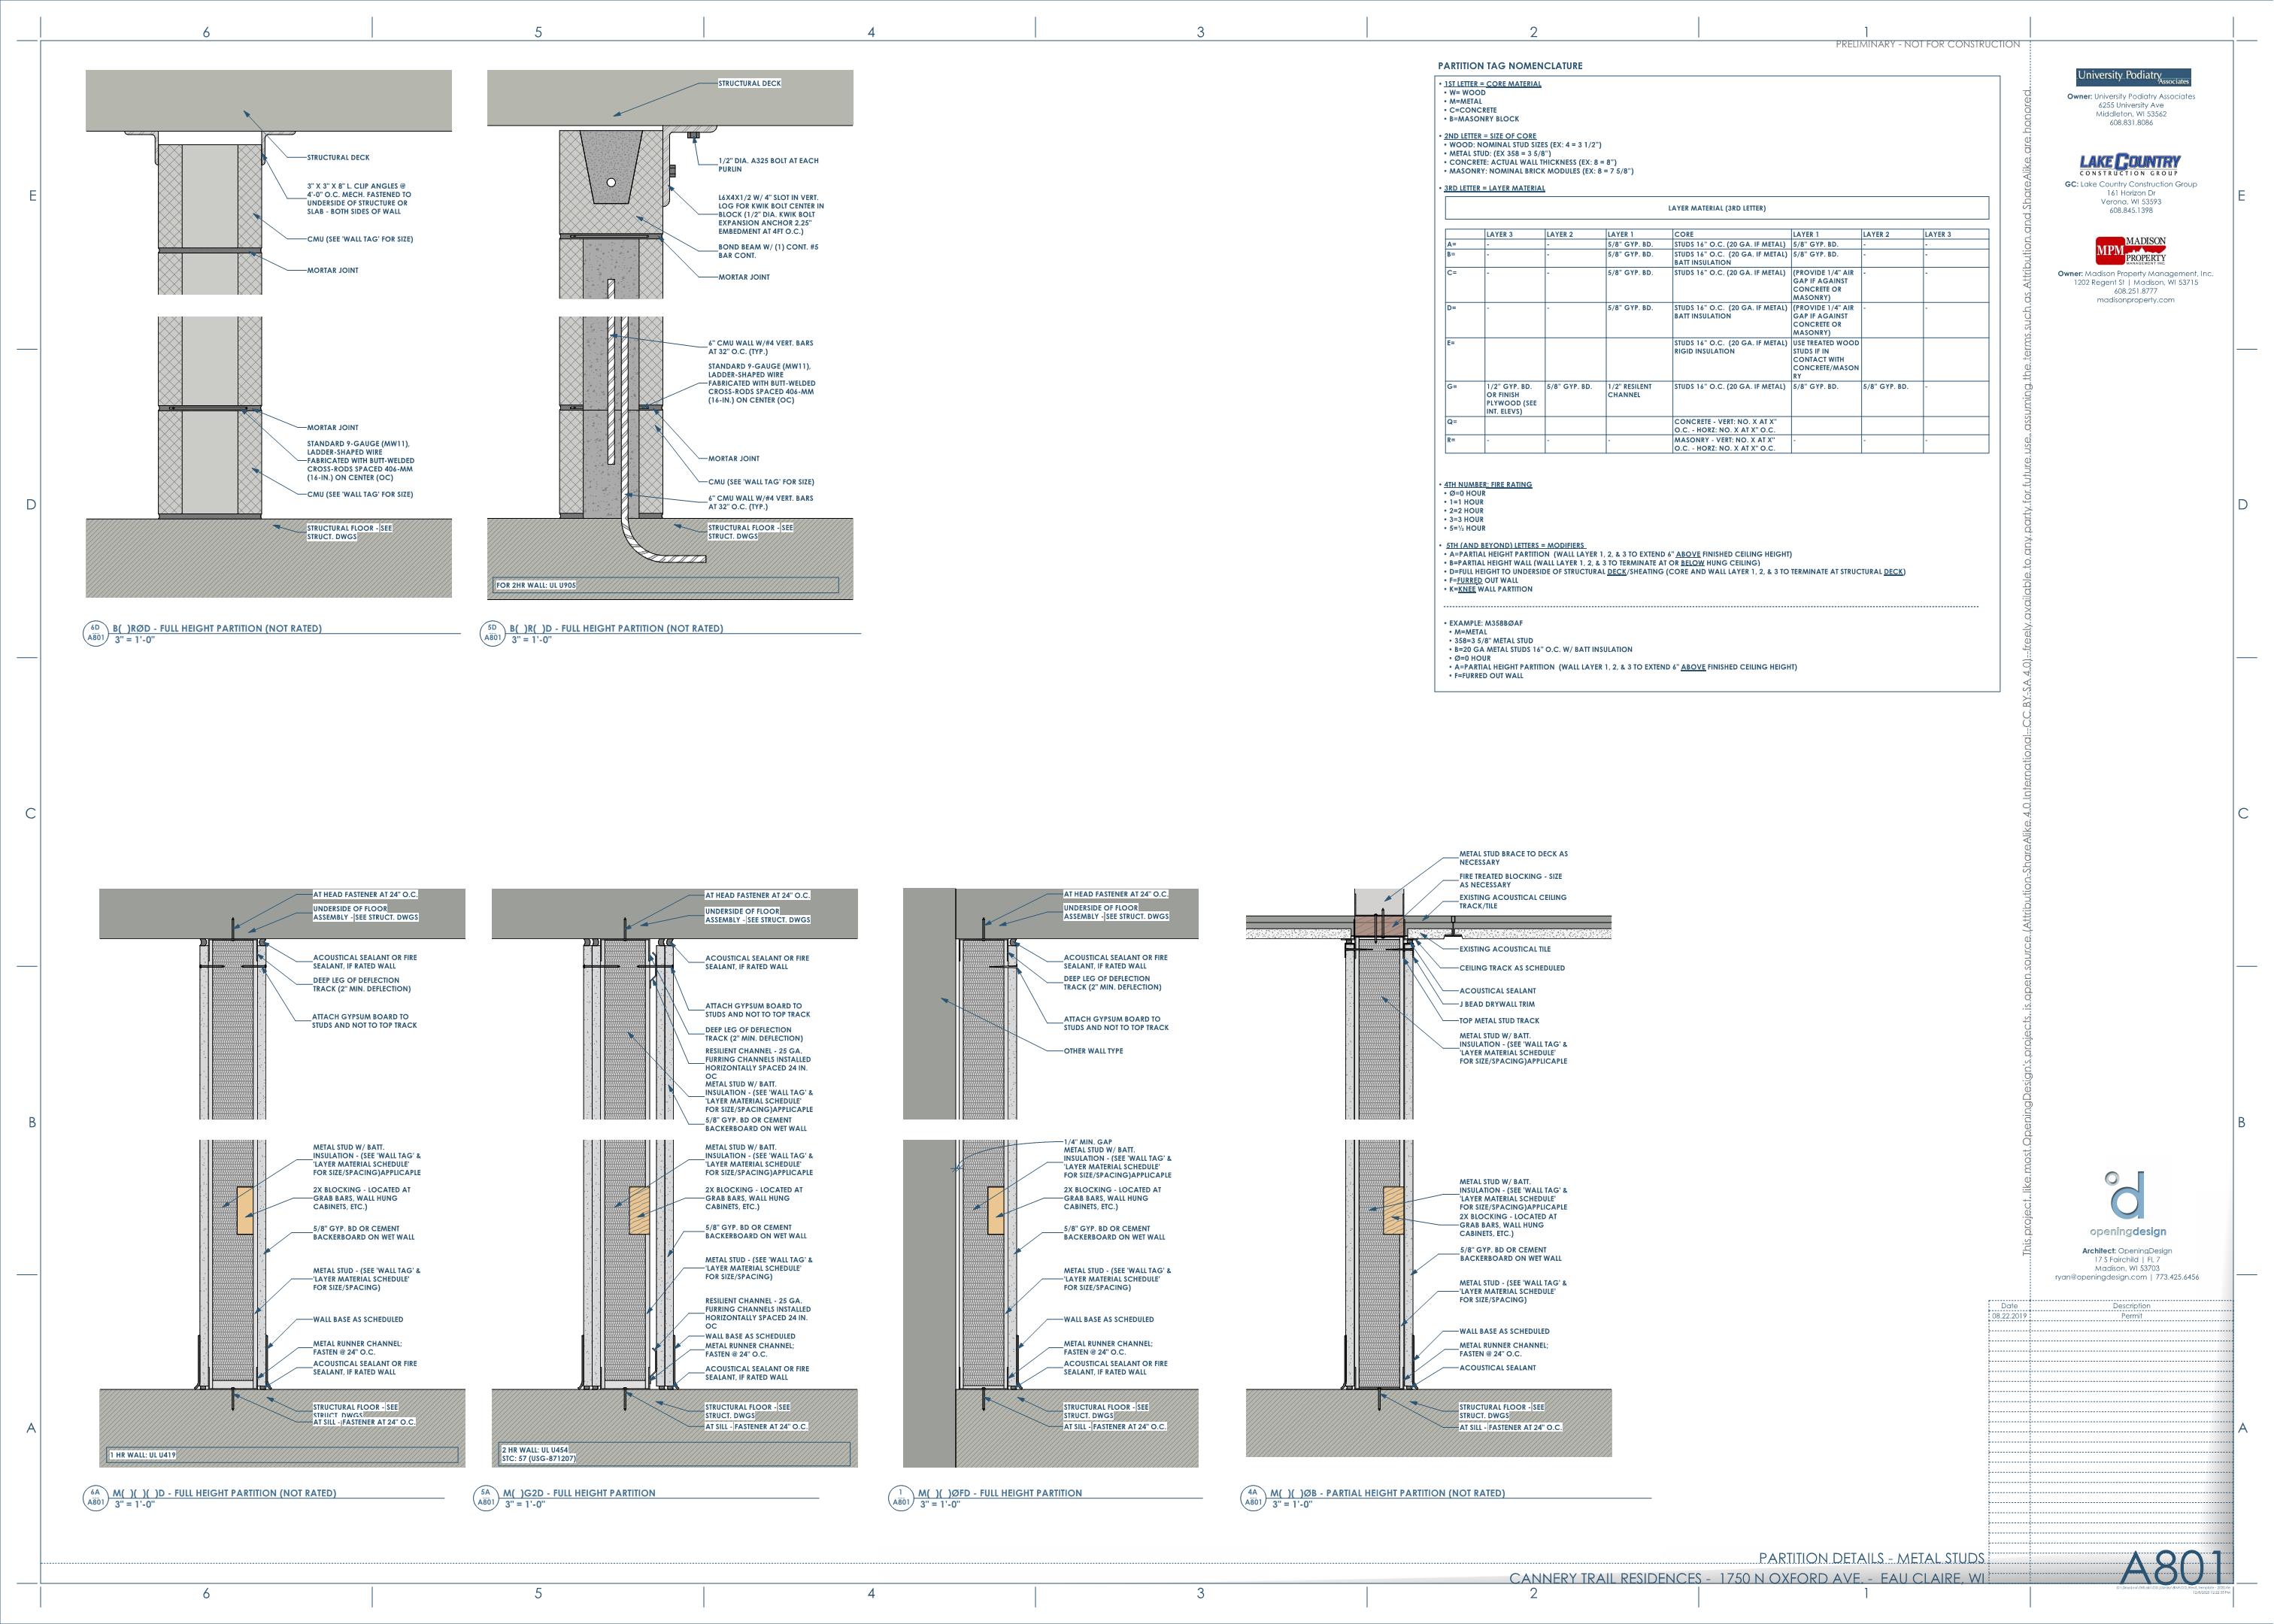 6 5 4 3 2 1
PRELIMINARY - NOT FOR CONSTRUCTION
E
D
C
B
A
STRUCTURAL DECK
3" X 3" X 8" L. CLIP ANGLES @
4'-0" O.C. MECH. FASTENED TO
UNDERSIDE OF STRUCTURE OR
SLAB - BOTH SIDES OF WALL
CMU (SEE 'WALL TAG' FOR SIZE)
MORTAR JOINT
MORTAR JOINT
STANDARD 9-GAUGE (MW11),
LADDER-SHAPED WIRE
FABRICATED WITH BUTT-WELDED
CROSS-RODS SPACED 406-MM
(16-IN.) ON CENTER (OC)
CMU (SEE 'WALL TAG' FOR SIZE)
STRUCTURAL FLOOR - SEE
STRUCT. DWGS
6D
A801
B( )RØD - FULL HEIGHT PARTITION (NOT RATED)
3" = 1'-0"
STRUCTURAL DECK
1/2" DIA. A325 BOLT AT EACH
PURLIN
L6X4X1/2 W/ 4" SLOT IN VERT.
LOG FOR KWIK BOLT CENTER IN
BLOCK (1/2" DIA. KWIK BOLT
EXPANSION ANCHOR 2.25"
EMBEDMENT AT 4FT O.C.)
BOND BEAM W/ (1) CONT. #5
BAR CONT.
MORTAR JOINT
6" CMU WALL W/#4 VERT. BARS
AT 32" O.C. (TYP.)
STANDARD 9-GAUGE (MW11),
LADDER-SHAPED WIRE
FABRICATED WITH BUTT-WELDED
CROSS-RODS SPACED 406-MM
(16-IN.) ON CENTER (OC)
MORTAR JOINT
CMU (SEE 'WALL TAG' FOR SIZE)
6" CMU WALL W/#4 VERT. BARS
AT 32" O.C. (TYP.)
STRUCTURAL FLOOR - SEE
STRUCT. DWGS
FOR 2HR WALL: UL U905
5D
A801
B( )R( )D - FULL HEIGHT PARTITION (NOT RATED)
3" = 1'-0"
PARTITION TAG NOMENCLATURE
• 1ST LETTER = CORE MATERIAL
• W= WOOD
• M=METAL
• C=CONCRETE
• B=MASONRY BLOCK
• 2ND LETTER = SIZE OF CORE
• WOOD: NOMINAL STUD SIZES (EX: 4 = 3 1/2")
• METAL STUD: (EX 358 = 3 5/8")
• CONCRETE: ACTUAL WALL THICKNESS (EX: 8 = 8")
• MASONRY: NOMINAL BRICK MODULES (EX: 8 = 7 5/8")
• 3RD LETTER = LAYER MATERIAL
LAYER MATERIAL (3RD LETTER)
LAYER 3 LAYER 2 LAYER 1 CORE LAYER 1 LAYER 2 LAYER 3
A= - - 5/8" GYP. BD. STUDS 16" O.C. (20 GA. IF METAL) 5/8" GYP. BD. - -
B= - - 5/8" GYP. BD. STUDS 16" O.C. (20 GA. IF METAL) 5/8" GYP. BD. - -
BATT INSULATION
C= - - 5/8" GYP. BD. STUDS 16" O.C. (20 GA. IF METAL) (PROVIDE 1/4" AIR - -
GAP IF AGAINST
CONCRETE OR
MASONRY)
D= - - 5/8" GYP. BD. STUDS 16" O.C. (20 GA. IF METAL) (PROVIDE 1/4" AIR - -
BATT INSULATION GAP IF AGAINST
CONCRETE OR
MASONRY)
E= STUDS 16" O.C. (20 GA. IF METAL) USE TREATED WOOD
RIGID INSULATION STUDS IF IN
CONTACT WITH
CONCRETE/MASON
RY
G= 1/2" GYP. BD. 5/8" GYP. BD. 1/2" RESILENT STUDS 16" O.C. (20 GA. IF METAL) 5/8" GYP. BD. 5/8" GYP. BD. -
OR FINISH CHANNEL
PLYWOOD (SEE
INT. ELEVS)
Q= CONCRETE - VERT: NO. X AT X"
O.C. - HORZ: NO. X AT X" O.C.
R= - - - MASONRY - VERT: NO. X AT X" - - -
O.C. - HORZ: NO. X AT X" O.C.
• 4TH NUMBER: FIRE RATING
• Ø=0 HOUR
• 1=1 HOUR
• 2=2 HOUR
• 3=3 HOUR
• 5=½ HOUR
• 5TH (AND BEYOND) LETTERS = MODIFIERS
• A=PARTIAL HEIGHT PARTITION (WALL LAYER 1, 2, & 3 TO EXTEND 6" ABOVE FINISHED CEILING HEIGHT)
• B=PARTIAL HEIGHT WALL (WALL LAYER 1, 2, & 3 TO TERMINATE AT OR BELOW HUNG CEILING)
• D=FULL HEIGHT TO UNDERSIDE OF STRUCTURAL DECK/SHEATING (CORE AND WALL LAYER 1, 2, & 3 TO TERMINATE AT STRUCTURAL DECK)
• F=FURRED OUT WALL
• K=KNEE WALL PARTITION
• EXAMPLE: M358BØAF
• M=METAL
• 358=3 5/8" METAL STUD
• B=20 GA METAL STUDS 16" O.C. W/ BATT INSULATION
• Ø=0 HOUR
• A=PARTIAL HEIGHT PARTITION (WALL LAYER 1, 2, & 3 TO EXTEND 6" ABOVE FINISHED CEILING HEIGHT)
• F=FURRED OUT WALL
AT HEAD FASTENER AT 24" O.C.
UNDERSIDE OF FLOOR
ASSEMBLY - SEE STRUCT. DWGS
ACOUSTICAL SEALANT OR FIRE
SEALANT, IF RATED WALL
DEEP LEG OF DEFLECTION
TRACK (2" MIN. DEFLECTION)
ATTACH GYPSUM BOARD TO
STUDS AND NOT TO TOP TRACK
METAL STUD W/ BATT.
INSULATION - (SEE 'WALL TAG' &
'LAYER MATERIAL SCHEDULE'
FOR SIZE/SPACING)APPLICAPLE
2X BLOCKING - LOCATED AT
GRAB BARS, WALL HUNG
CABINETS, ETC.)
5/8" GYP. BD OR CEMENT
BACKERBOARD ON WET WALL
METAL STUD - (SEE 'WALL TAG' &
'LAYER MATERIAL SCHEDULE'
FOR SIZE/SPACING)
WALL BASE AS SCHEDULED
METAL RUNNER CHANNEL;
FASTEN @ 24" O.C.
ACOUSTICAL SEALANT OR FIRE
SEALANT, IF RATED WALL
STRUCTURAL FLOOR - SEE
STRUCT. DWGS
AT SILL - FASTENER AT 24" O.C.
1 HR WALL: UL U419
6A
A801
M( )( )( )D - FULL HEIGHT PARTITION (NOT RATED)
3" = 1'-0"
AT HEAD FASTENER AT 24" O.C.
UNDERSIDE OF FLOOR
ASSEMBLY - SEE STRUCT. DWGS
ACOUSTICAL SEALANT OR FIRE
SEALANT, IF RATED WALL
ATTACH GYPSUM BOARD TO
STUDS AND NOT TO TOP TRACK
DEEP LEG OF DEFLECTION
TRACK (2" MIN. DEFLECTION)
RESILIENT CHANNEL - 25 GA.
FURRING CHANNELS INSTALLED
HORIZONTALLY SPACED 24 IN.
OC
METAL STUD W/ BATT.
INSULATION - (SEE 'WALL TAG' &
'LAYER MATERIAL SCHEDULE'
FOR SIZE/SPACING)APPLICAPLE
5/8" GYP. BD OR CEMENT
BACKERBOARD ON WET WALL
METAL STUD W/ BATT.
INSULATION - (SEE 'WALL TAG' &
'LAYER MATERIAL SCHEDULE'
FOR SIZE/SPACING)APPLICAPLE
2X BLOCKING - LOCATED AT
GRAB BARS, WALL HUNG
CABINETS, ETC.)
5/8" GYP. BD OR CEMENT
BACKERBOARD ON WET WALL
METAL STUD - (SEE 'WALL TAG' &
'LAYER MATERIAL SCHEDULE'
FOR SIZE/SPACING)
RESILIENT CHANNEL - 25 GA.
FURRING CHANNELS INSTALLED
HORIZONTALLY SPACED 24 IN.
OC
WALL BASE AS SCHEDULED
METAL RUNNER CHANNEL;
FASTEN @ 24" O.C.
ACOUSTICAL SEALANT OR FIRE
SEALANT, IF RATED WALL
STRUCTURAL FLOOR - SEE
STRUCT. DWGS
AT SILL - FASTENER AT 24" O.C.
2 HR WALL: UL U454
STC: 57 (USG-871207)
5A
A801
M( )G2D - FULL HEIGHT PARTITION
3" = 1'-0"
AT HEAD FASTENER AT 24" O.C.
UNDERSIDE OF FLOOR
ASSEMBLY - SEE STRUCT. DWGS
ACOUSTICAL SEALANT OR FIRE
SEALANT, IF RATED WALL
DEEP LEG OF DEFLECTION
TRACK (2" MIN. DEFLECTION)
ATTACH GYPSUM BOARD TO
STUDS AND NOT TO TOP TRACK
OTHER WALL TYPE
1/4" MIN. GAP
METAL STUD W/ BATT.
INSULATION - (SEE 'WALL TAG' &
'LAYER MATERIAL SCHEDULE'
FOR SIZE/SPACING)APPLICAPLE
2X BLOCKING - LOCATED AT
GRAB BARS, WALL HUNG
CABINETS, ETC.)
5/8" GYP. BD OR CEMENT
BACKERBOARD ON WET WALL
METAL STUD - (SEE 'WALL TAG' &
'LAYER MATERIAL SCHEDULE'
FOR SIZE/SPACING)
WALL BASE AS SCHEDULED
METAL RUNNER CHANNEL;
FASTEN @ 24" O.C.
ACOUSTICAL SEALANT OR FIRE
SEALANT, IF RATED WALL
STRUCTURAL FLOOR - SEE
STRUCT. DWGS
AT SILL - FASTENER AT 24" O.C.
1
A801
M( )( )ØFD - FULL HEIGHT PARTITION
3" = 1'-0"
METAL STUD BRACE TO DECK AS
NECESSARY
FIRE TREATED BLOCKING - SIZE
AS NECESSARY
EXISTING ACOUSTICAL CEILING
TRACK/TILE
EXISTING ACOUSTICAL TILE
CEILING TRACK AS SCHEDULED
ACOUSTICAL SEALANT
J BEAD DRYWALL TRIM
TOP METAL STUD TRACK
METAL STUD W/ BATT.
INSULATION - (SEE 'WALL TAG' &
'LAYER MATERIAL SCHEDULE'
FOR SIZE/SPACING)APPLICAPLE
METAL STUD W/ BATT.
INSULATION - (SEE 'WALL TAG' &
'LAYER MATERIAL SCHEDULE'
FOR SIZE/SPACING)APPLICAPLE
2X BLOCKING - LOCATED AT
GRAB BARS, WALL HUNG
CABINETS, ETC.)
5/8" GYP. BD OR CEMENT
BACKERBOARD ON WET WALL
METAL STUD - (SEE 'WALL TAG' &
'LAYER MATERIAL SCHEDULE'
FOR SIZE/SPACING)
WALL BASE AS SCHEDULED
METAL RUNNER CHANNEL;
FASTEN @ 24" O.C.
ACOUSTICAL SEALANT
STRUCTURAL FLOOR - SEE
STRUCT. DWGS
AT SILL - FASTENER AT 24" O.C.
4A
A801
M( )( )ØB - PARTIAL HEIGHT PARTITION (NOT RATED)
3" = 1'-0"
This project, like most OpeningDesign's projects, is open source. (Attribution-ShareAlike 4.0 International--CC BY-SA 4.0)--freely available to any party for future use, assuming the terms such as Attribution and ShareAlike are honored.
University Podiatry
Associates
Owner: University Podiatry Associates
6255 University Ave
Middleton, WI 53562
608.831.8086
LAKE COUNTRY
CONSTRUCTION GROUP
GC: Lake Country Construction Group
161 Horizon Dr
Verona, WI 53593
608.845.1398
MPM MADISON
PROPERTY
MANAGEMENT INC.
Owner: Madison Property Management, Inc.
1202 Regent St | Madison, WI 53715
608.251.8777
madisonproperty.com
openingdesign
Architect: OpeningDesign
17 S Fairchild | FL 7
Madison, WI 53703
ryan@openingdesign.com | 773.425.6456
Date Description
08.22.2019 Permit
PARTITION DETAILS - METAL STUDS
CANNERY TRAIL RESIDENCES - 1750 N OXFORD AVE. - EAU CLAIRE, WI
A801
E
D
C
B
A
6 5 4 3 2 1